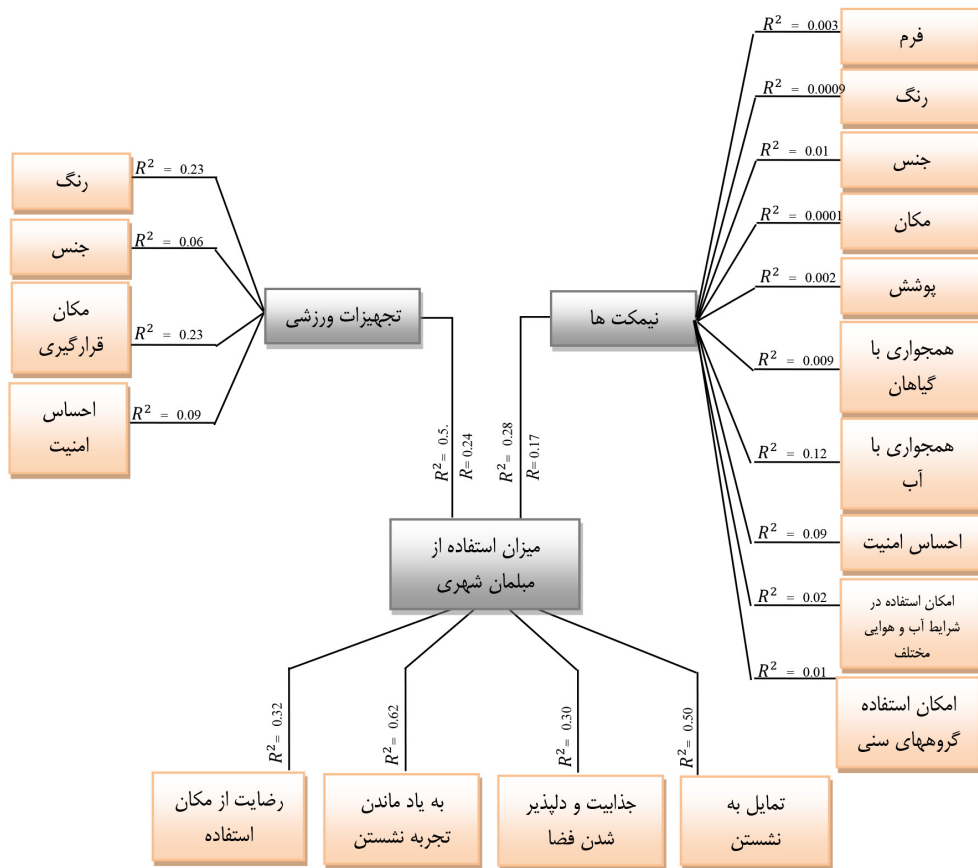 R² = 0.003
فرم
R² = 0.0009
رنگ
R² = 0.01
جنس
R² = 0.0001
مکان
R² = 0.002
پوشش
R² = 0.009
همجواری با
گیاهان
R² = 0.12
همجواری با
آب
R² = 0.09
احساس امنیت
R² = 0.02
امکان استفاده در
شرایط آب و هوایی
مختلف
R² = 0.01
امکان استفاده
گروههای سنی
نیمکت ها
R² = 0.28
R=0.17
R² = 0.23
رنگ
R² = 0.06
جنس
R² = 0.23
مکان
قرارگیری
R² = 0.09
احساس
امنیت
تجهیزات ورزشی
R² = 0.5.
R=0.24
میزان استفاده از
مبلمان شهری
R² = 0.50
تمایل به
نشستن
R² = 0.30
جذابیت و دلپذیر
شدن فضا
R² = 0.62
به یاد ماندن
تجربه نشستن
R² = 0.32
رضایت از مکان
استفاده